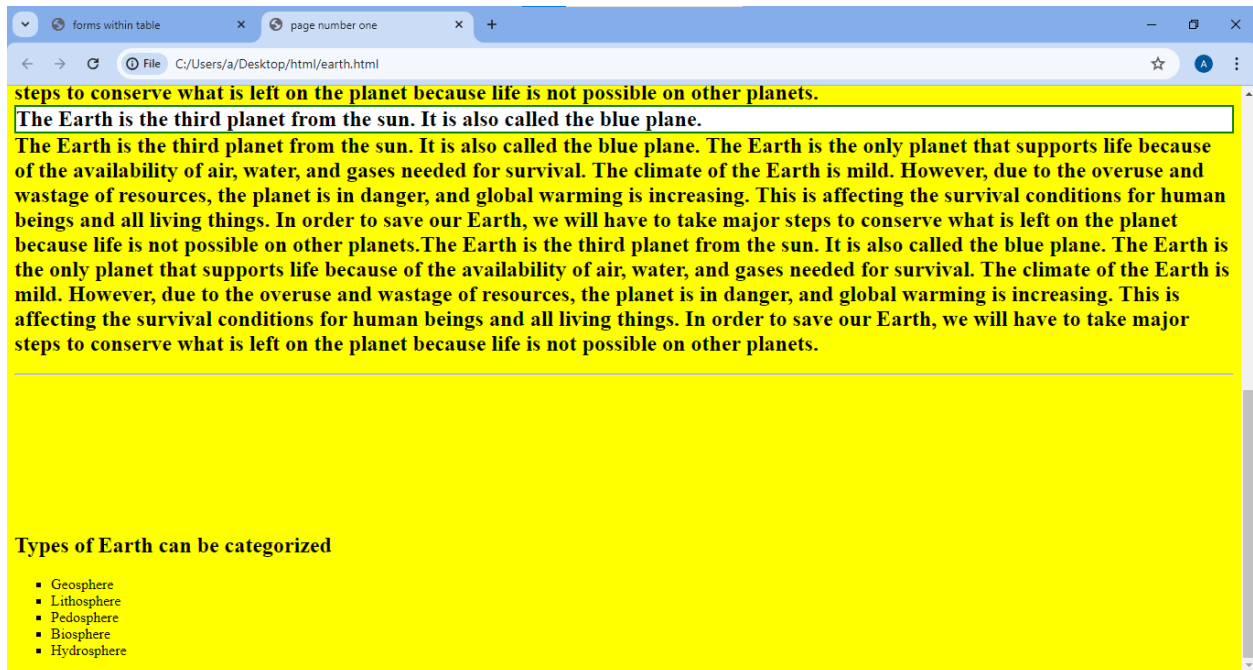 forms within table
page number one
File C:/Users/a/Desktop/html/earth.html
A
steps to conserve what is left on the planet because life is not possible on other planets.
The Earth is the third planet from the sun. It is also called the blue plane.
The Earth is the third planet from the sun. It is also called the blue plane. The Earth is the only planet that supports life because
of the availability of air, water, and gases needed for survival. The climate of the Earth is mild. However, due to the overuse and
wastage of resources, the planet is in danger, and global warming is increasing. This is affecting the survival conditions for human
beings and all living things. In order to save our Earth, we will have to take major steps to conserve what is left on the planet
because life is not possible on other planets.The Earth is the third planet from the sun. It is also called the blue plane. The Earth is
the only planet that supports life because of the availability of air, water, and gases needed for survival. The climate of the Earth is
mild. However, due to the overuse and wastage of resources, the planet is in danger, and global warming is increasing. This is
affecting the survival conditions for human beings and all living things. In order to save our Earth, we will have to take major
steps to conserve what is left on the planet because life is not possible on other planets.
Types of Earth can be categorized
Geosphere
Lithosphere
Pedosphere
Biosphere
Hydrosphere